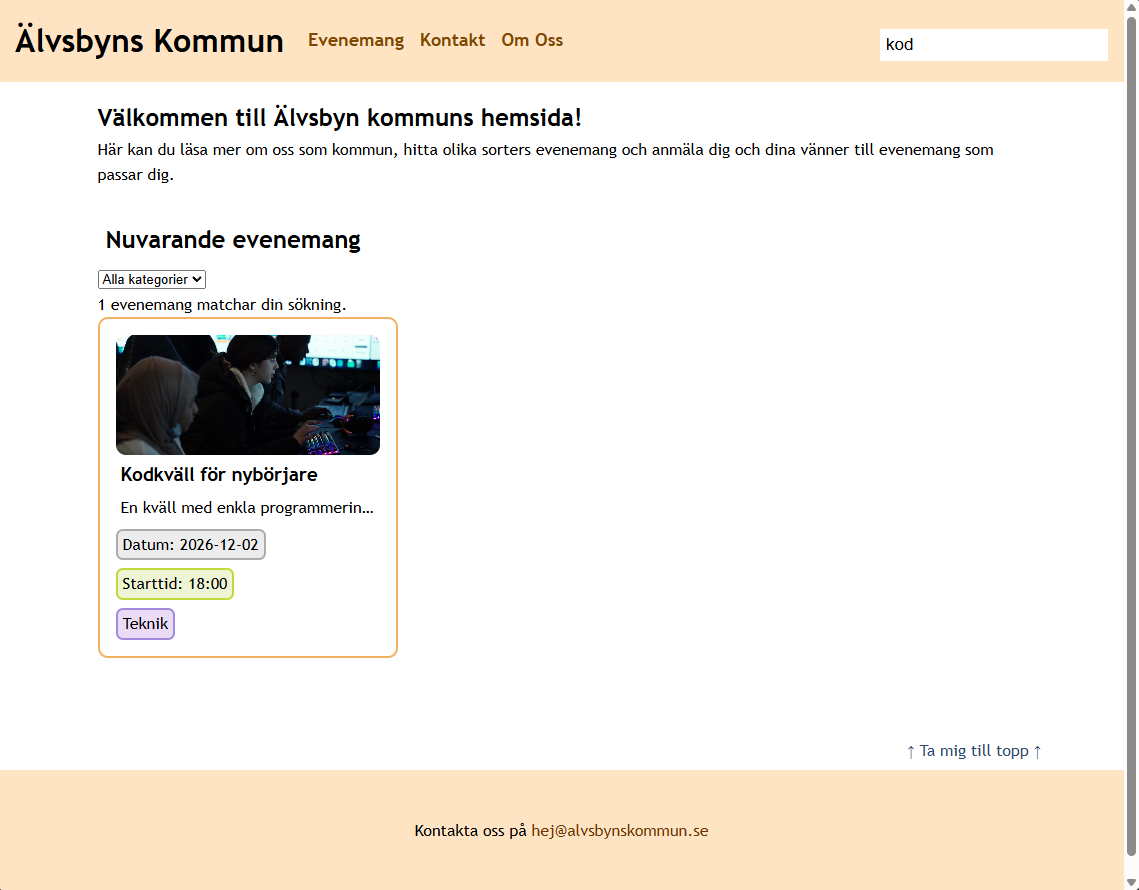 Älvsbyns Kommun
Evenemang Kontakt Om Oss
kod
Välkommen till Älvsbyn kommuns hemsida!
Här kan du läsa mer om oss som kommun, hitta olika sorters evenemang och anmäla dig och dina vänner till evenemang som
passar dig.
Nuvarande evenemang
Alla kategorier
1 evenemang matchar din sökning.
Kodkväll för nybörjare
En kväll med enkla programmerin...
Datum: 2026-12-02
Starttid: 18:00
Teknik
↑ Ta mig till topp ↑
Kontakta oss på hej@alvsbynskommun.se